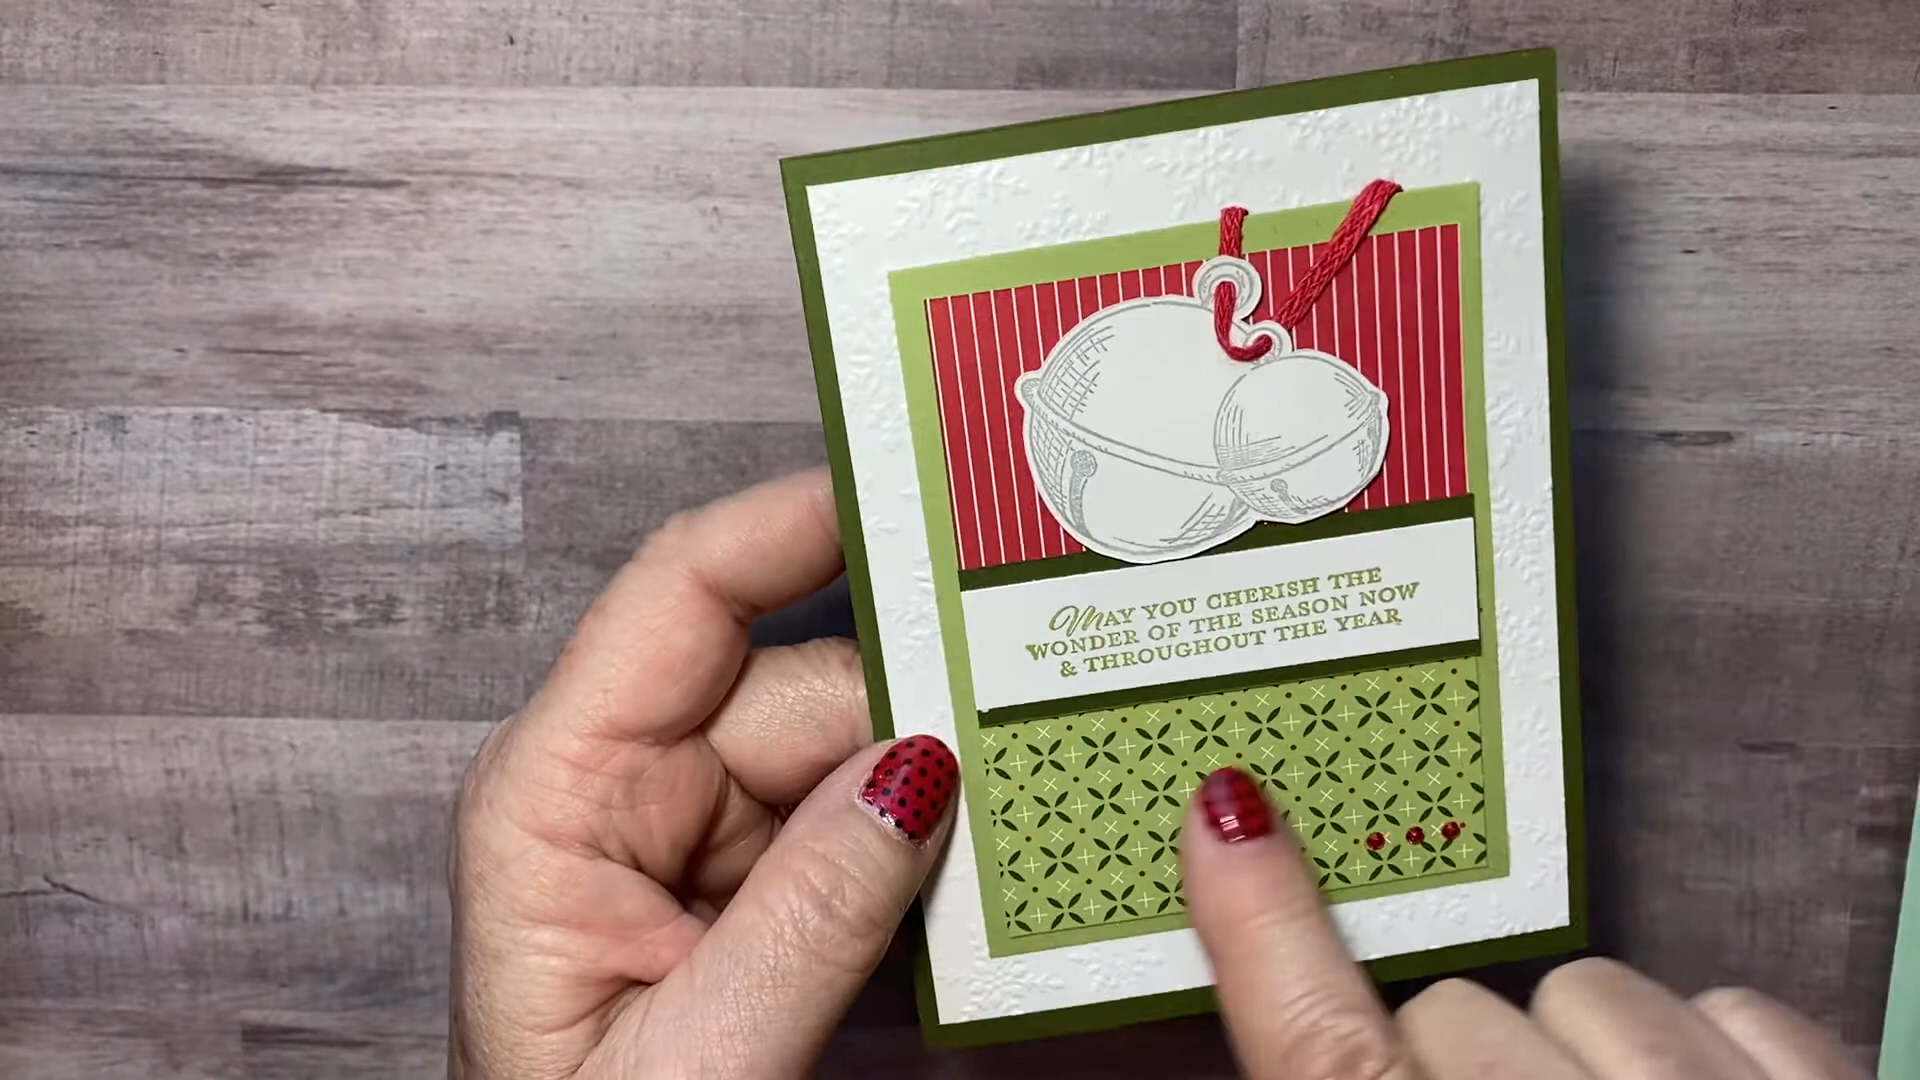 MAY YOU CHERISH THE
WONDER OF THE SEASON NOW
& THROUGHOUT THE YEAR